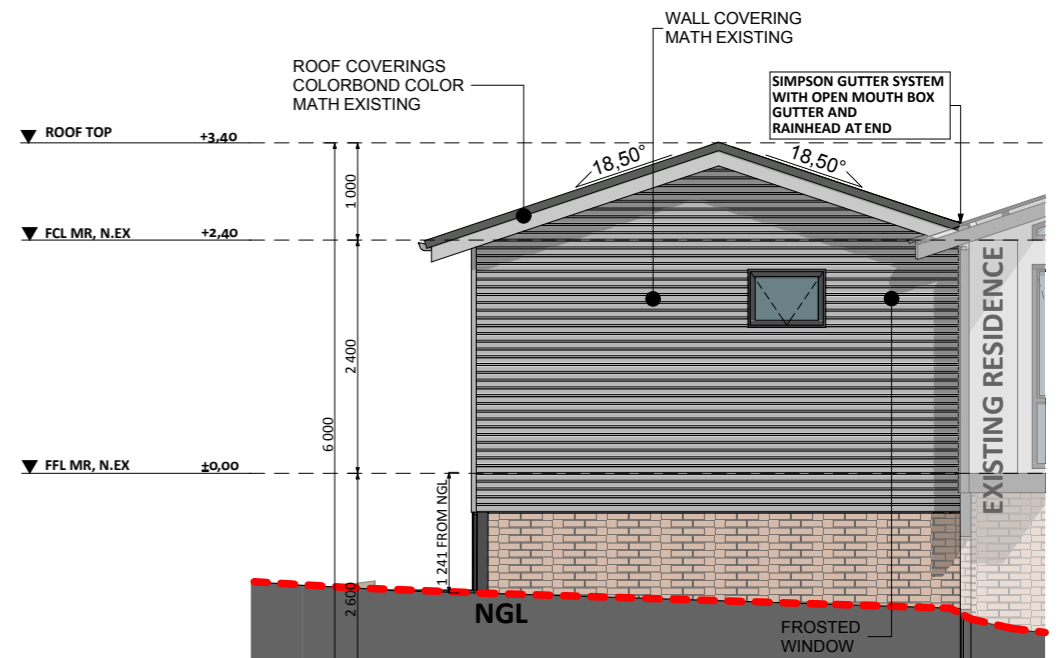 WALL COVERING
MATH EXISTING
ROOF COVERINGS
COLORBOND COLOR
MATH EXISTING
SIMPSON GUTTER SYSTEM
WITH OPEN MOUTH BOX
GUTTER AND
RAINHEAD AT END
ROOF TOP +3,40
18,50°
18,50°
1 000
FCL MR, N.EX +2,40
2 400
6 000
EXISTING RESIDENCE
FFL MR, N.EX ±0,00
1 241 FROM NGL
2 600
NGL
FROSTED
WINDOW